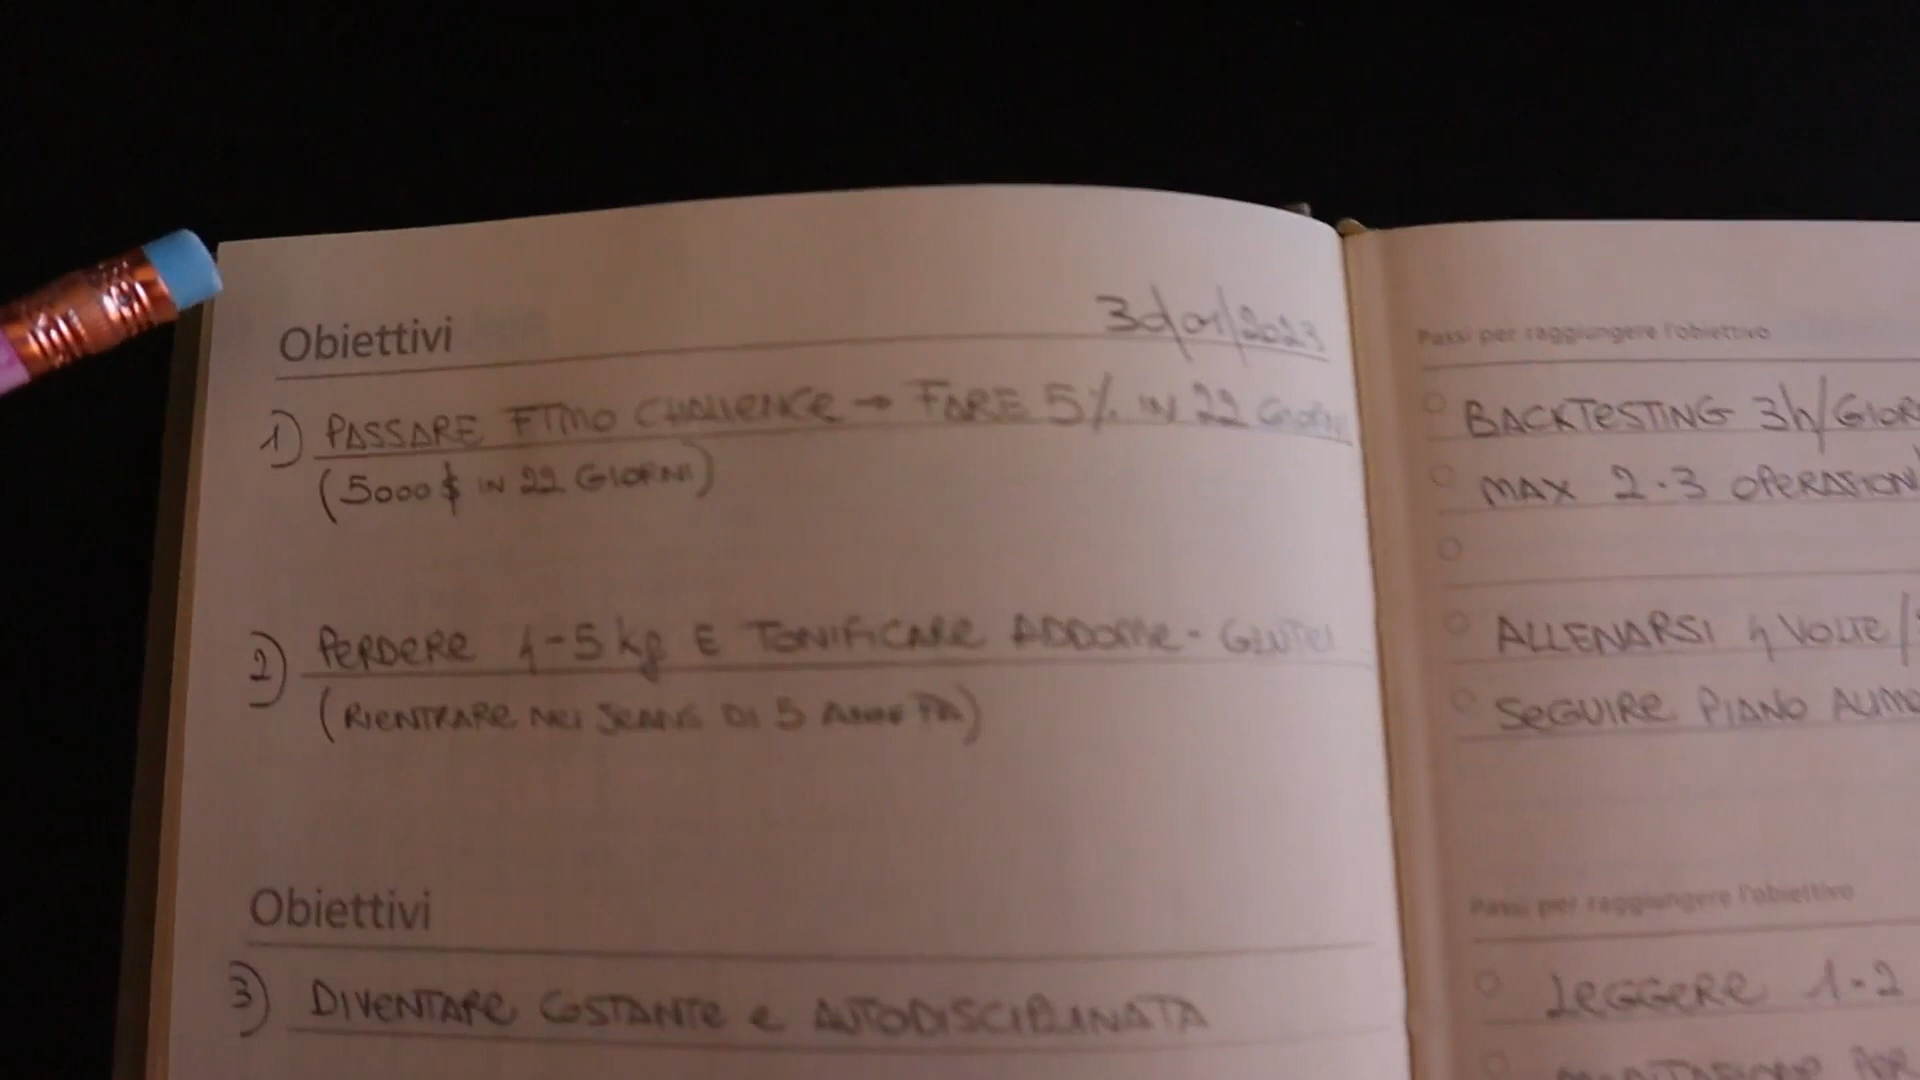 Obiettivi 30/01/2023
1) PASSARE FTMO CHALLENGE → FARE 5% IN 22 GIORNI
(5000$ IN 22 GIORNI)
2) PERDERE 4-5 kg E TONIFICARE ADDOME - GLUTEI
(RIENTRARE NEI JEANS DI 5 ANNI FA)
Obiettivi
3) DIVENTARE COSTANTE e AUTODISCIPLINATA
Passi per raggiungere l'obiettivo
BACKTESTING 3h/GIOR
MAX 2-3 OPERAZIONI
ALLENARSI 4 VOLTE/
SEGUIRE PIANO ALIM
Passi per raggiungere l'obiettivo
LEGGERE 1-2
MEDITAZIONE PER